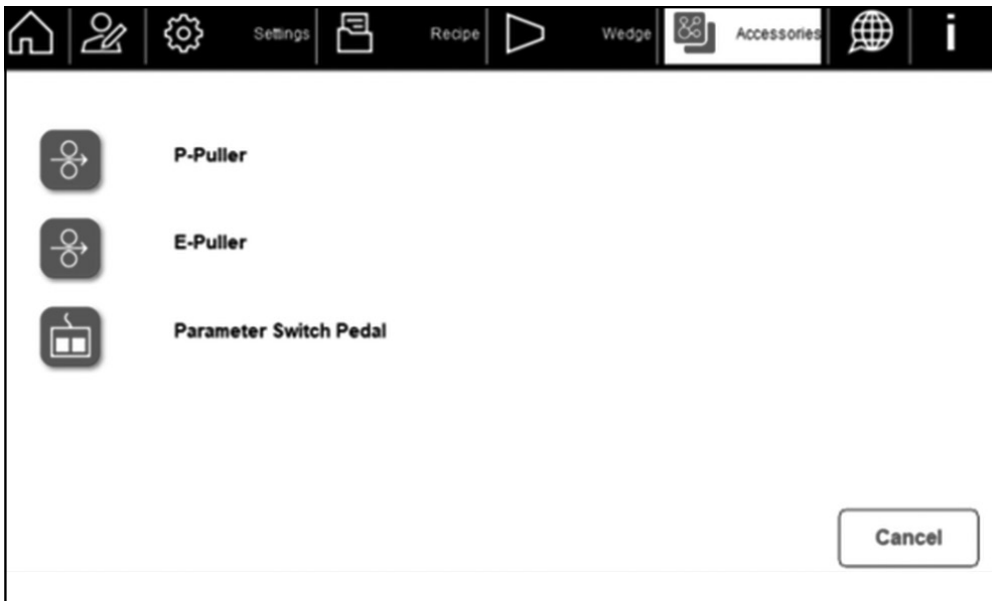 Settings Recipe Wedge Accessories
P-Puller
E-Puller
Parameter Switch Pedal
Cancel